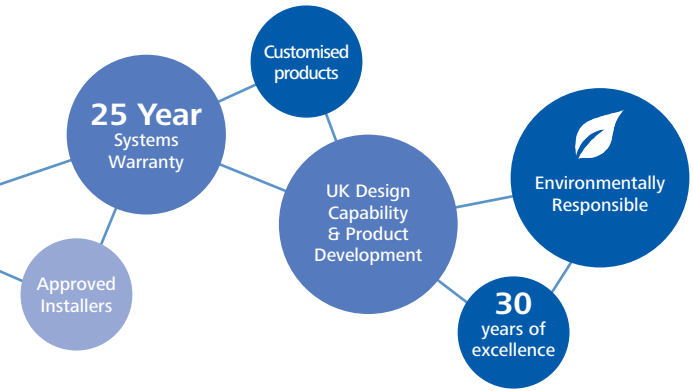 Customised
products
25 Year
Systems
Warranty
UK Design
Capability
& Product
Development
Environmentally
Responsible
Approved
Installers
30
years of
excellence